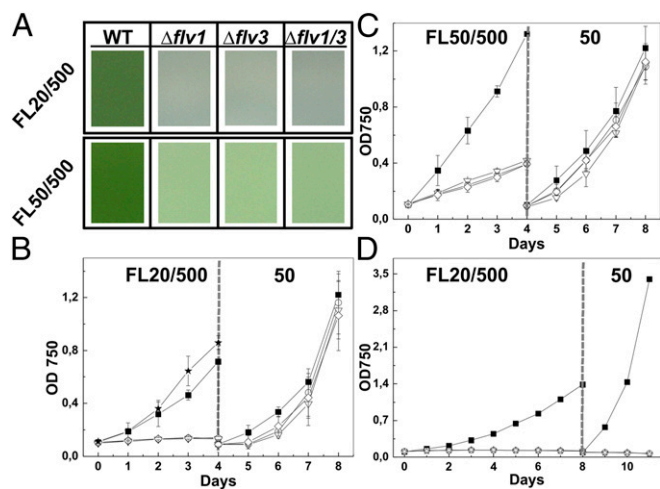 A
WT Δflv1 Δflv3 Δflv1/3
FL20/500
FL50/500
B
FL20/500 50
OD 750
1,2
0,8
0,4
0,0
0 1 2 3 4 5 6 7 8
Days
C
FL50/500 50
OD750
1,2
0,8
0,4
0,0
0 1 2 3 4 5 6 7 8
Days
D
FL20/500 50
OD750
3,5
2,8
2,1
1,4
0,7
0,0
0 2 4 6 8 8 10
Days